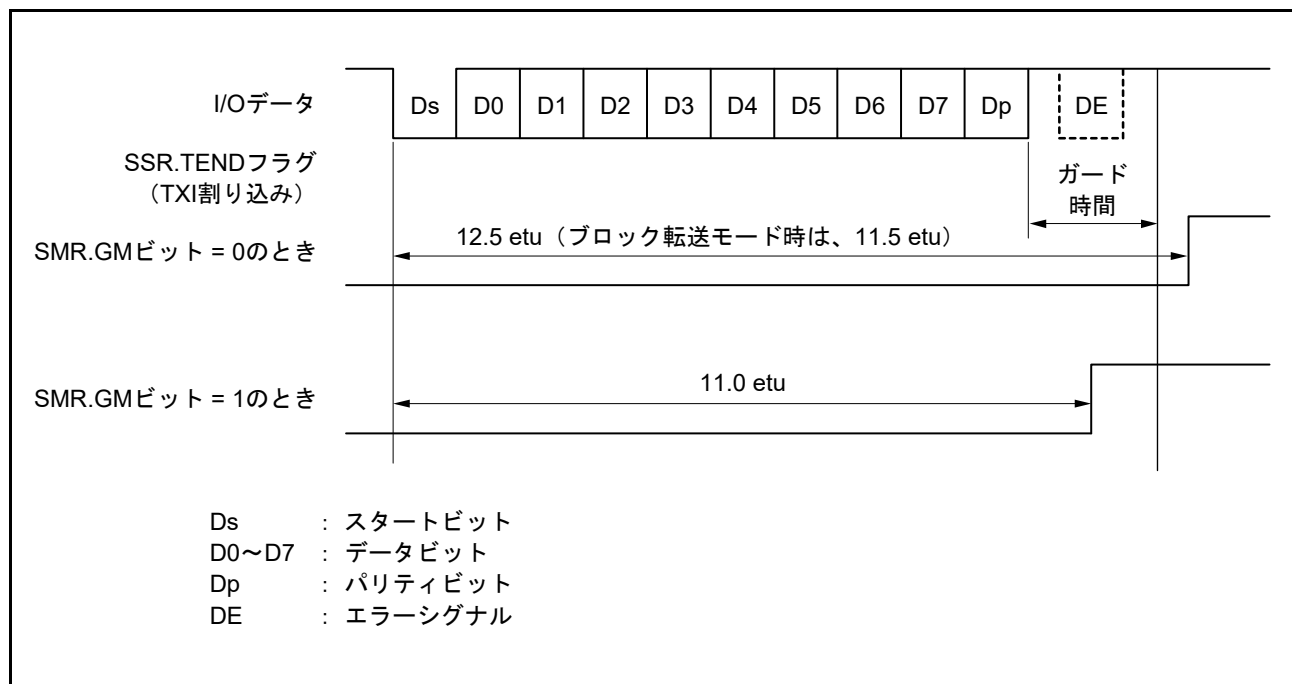 I/Oデータ
Ds D0 D1 D2 D3 D4 D5 D6 D7 Dp DE
SSR.TENDフラグ
（TXI割り込み）
ガード
時間
SMR.GMビット = 0のとき
12.5 etu（ブロック転送モード時は、11.5 etu）
SMR.GMビット = 1のとき
11.0 etu
Ds : スタートビット
D0～D7 : データビット
Dp : パリティビット
DE : エラーシグナル